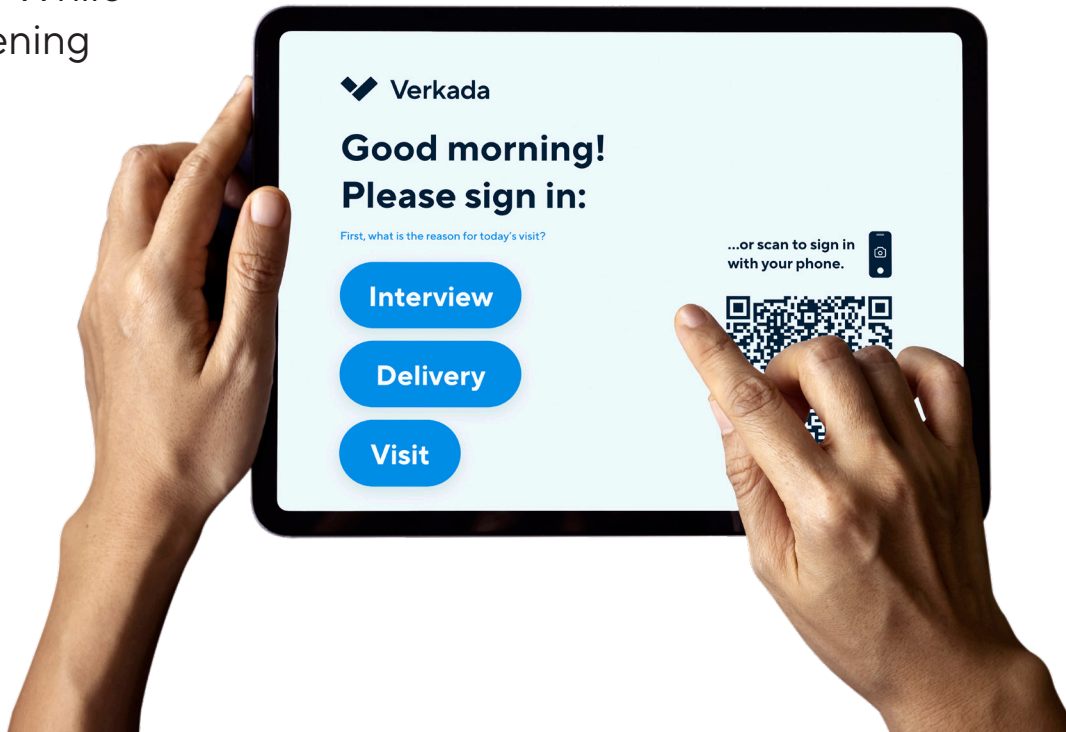 ening
Verkada
Good morning!
Please sign in:
First, what is the reason for today's visit?
Interview
Delivery
Visit
...or scan to sign in
with your phone.